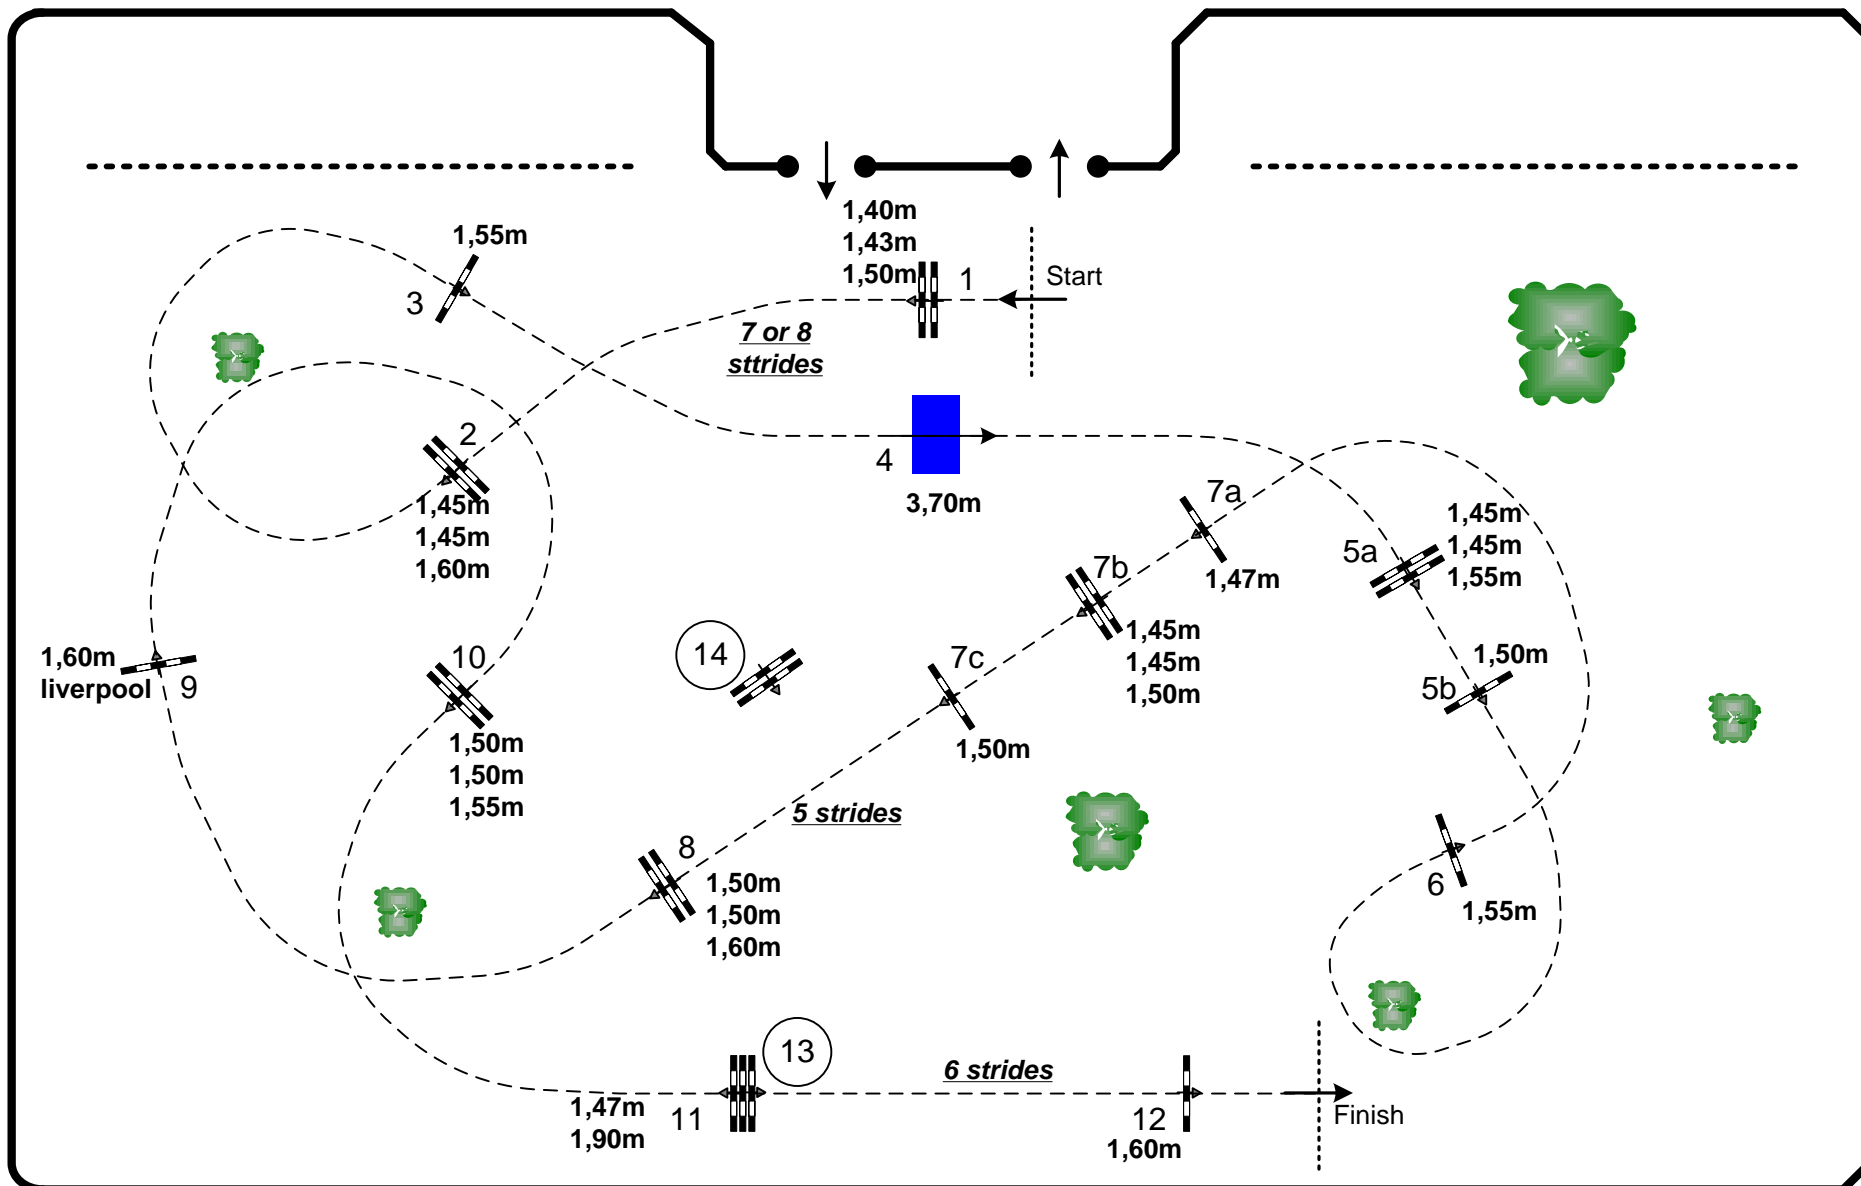 1,40m
1,43m
1,50m
1
Start
1,55m
3
7 or 8
sttrides
2
1,45m
1,45m
1,60m
4
3,70m
7a
1,47m
7b
1,45m
1,45m
1,50m
7c
1,50m
5a
1,45m
1,45m
1,55m
5b
1,50m
1,60m
liverpool
9
10
1,50m
1,50m
1,55m
14
5 strides
8
1,50m
1,50m
1,60m
6
1,55m
13
6 strides
11
1,47m
1,90m
12
1,60m
Finish